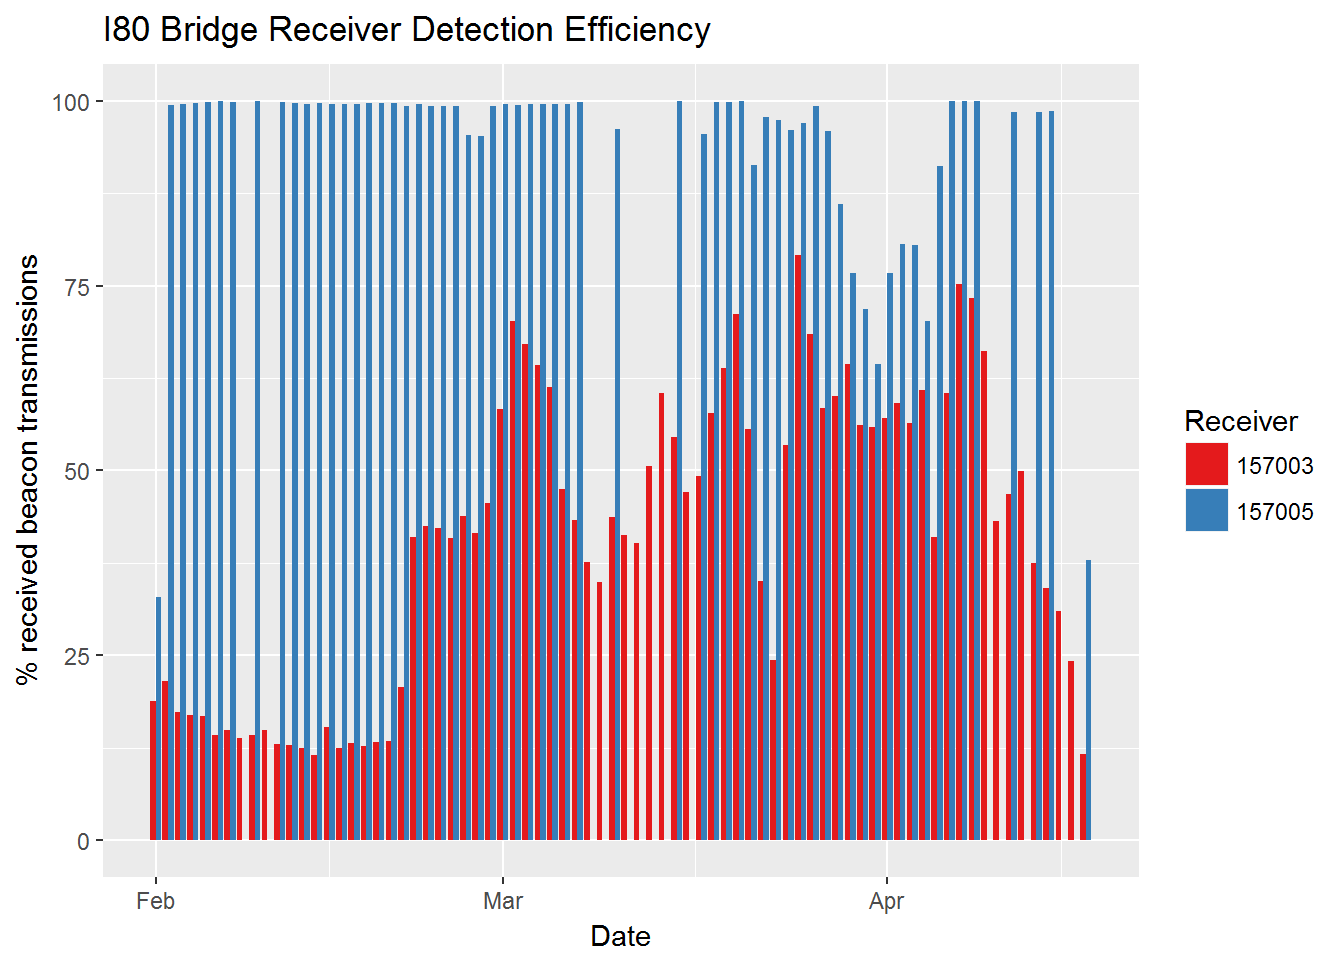 I80 Bridge Receiver Detection Efficiency
% received beacon transmissions
100
75
50
25
0
Feb
Mar
Apr
Date
Receiver
157003
157005